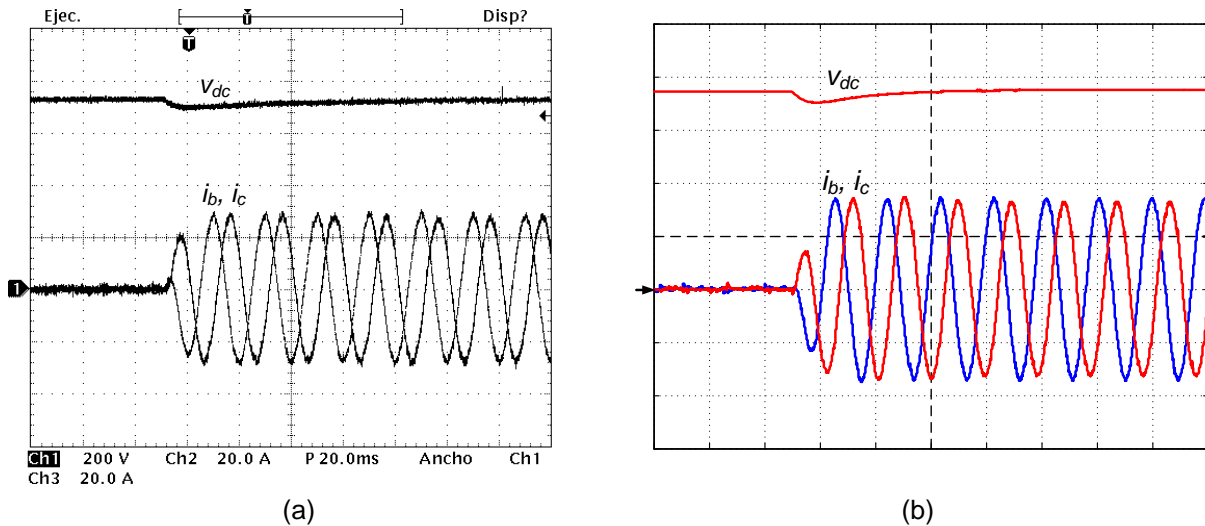 Ejec. T Disp?
T
v_dc
i_b, i_c
1
Ch1 200 V Ch2 20.0 A P 20.0ms Ancho Ch1
Ch3 20.0 A
(a)
v_dc
i_b, i_c
(b)